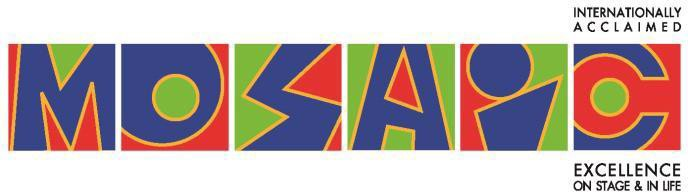 INTERNATIONALLY
ACCLAIMED
MOSAiC
EXCELLENCE
ON STAGE & IN LIFE